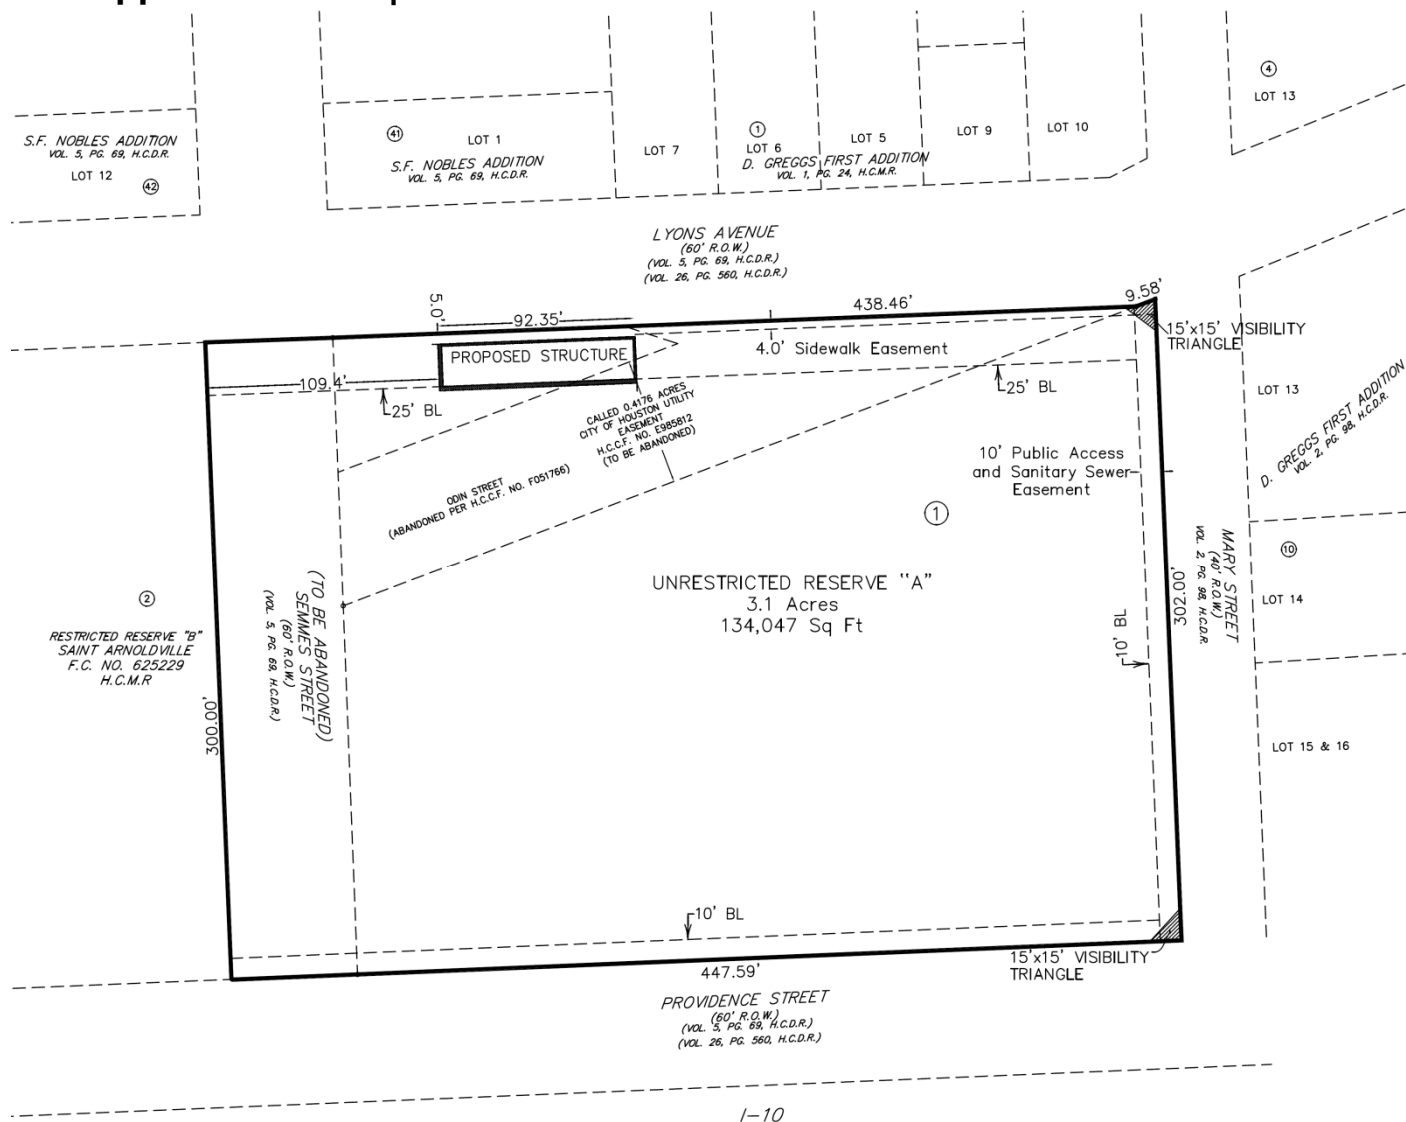 4
LOT 13
S.F. NOBLES ADDITION
VOL. 5, PG. 69, H.C.D.R.
LOT 12
42
41
LOT 1
S.F. NOBLES ADDITION
VOL. 5, PG. 69, H.C.D.R.
LOT 7
1
LOT 6
LOT 5
LOT 9
LOT 10
D. GREGGS FIRST ADDITION
VOL. 1, PG. 24, H.C.M.R.
LYONS AVENUE
(60' R.O.W.)
(VOL. 5, PG. 69, H.C.D.R.)
(VOL. 26, PG. 560, H.C.D.R.)
5.0'
92.35'
438.46'
9.58'
15'x15' VISIBILITY
TRIANGLE
PROPOSED STRUCTURE
4.0' Sidewalk Easement
109.4'
25' BL
25' BL
LOT 13
D. GREGGS FIRST ADDITION
VOL. 2, PG. 98, H.C.D.R.
CALLED 0.4176 ACRES
CITY OF HOUSTON UTILITY
EASEMENT
H.C.C.F. NO. E985812
(TO BE ABANDONED)
ODIN STREET
(ABANDONED PER H.C.C.F. NO. F051766)
10' Public Access
and Sanitary Sewer
Easement
1
UNRESTRICTED RESERVE "A"
3.1 Acres
134,047 Sq Ft
MARY STREET
(40' R.O.W.)
VOL. 2, PG. 98, H.C.D.R.
302.00'
10
LOT 14
10' BL
2
RESTRICTED RESERVE "B"
SAINT ARNOLDVILLE
F.C. NO. 625229
H.C.M.R
(TO BE ABANDONED)
SEMMES STREET
(60' R.O.W.)
(VOL. 5, PG. 69, H.C.D.R.)
300.00'
LOT 15 & 16
10' BL
447.59'
15'x15' VISIBILITY
TRIANGLE
PROVIDENCE STREET
(60' R.O.W.)
(VOL. 5, PG. 69, H.C.D.R.)
(VOL. 26, PG. 560, H.C.D.R.)
I-10